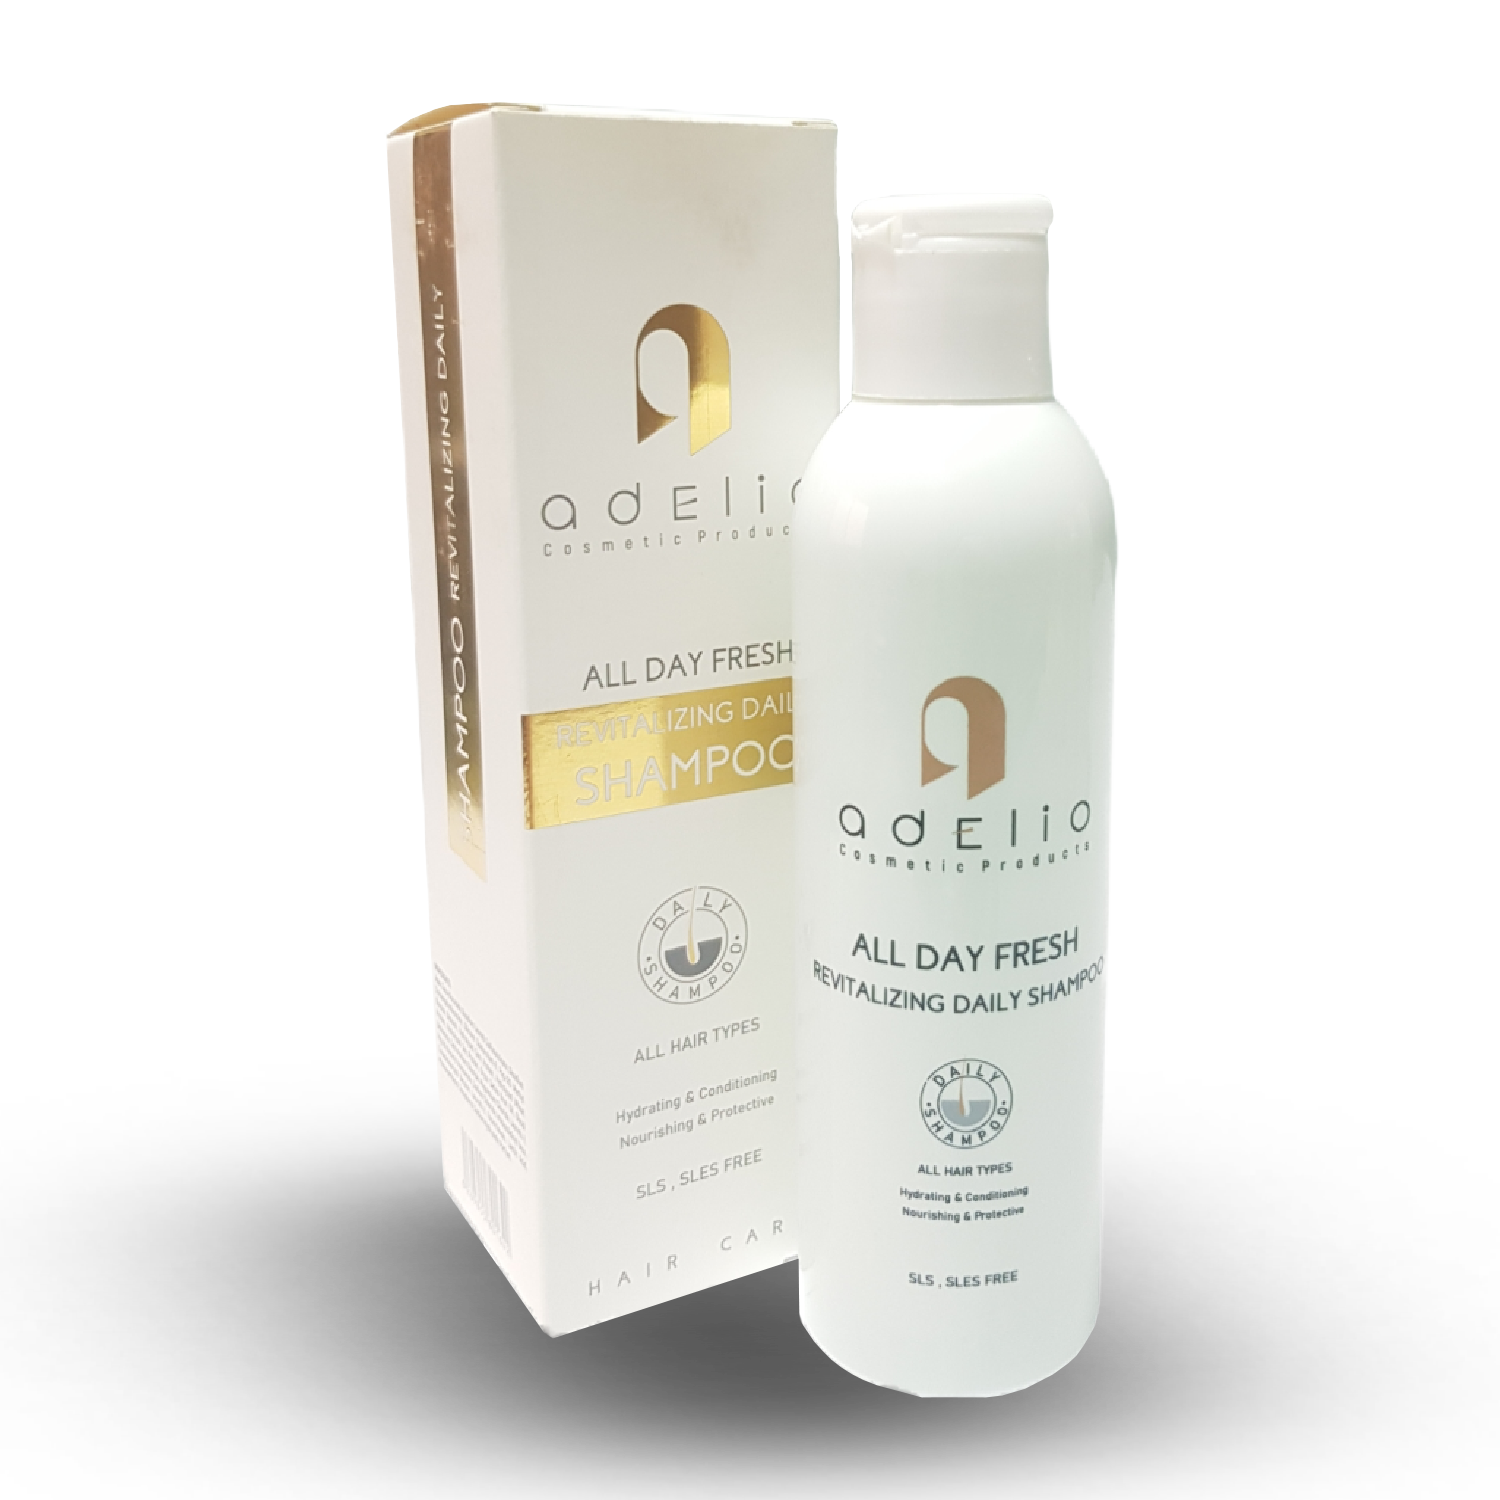 SHAMPOO REVITALIZING DAILY
adElio
Cosmetic Produc
ALL DAY FRESH
REVITALIZING DAIL
SHAMPOO
DAILY
SHAMPOO
ALL HAIR TYPES
Hydrating & Conditioning
Nourishing & Protective
SLS , SLES FREE
HAIR CAR
adElio
Cosmetic Products
ALL DAY FRESH
REVITALIZING DAILY SHAMPOO
DAILY
SHAMPOO
ALL HAIR TYPES
Hydrating & Conditioning
Nourishing & Protective
SLS , SLES FREE